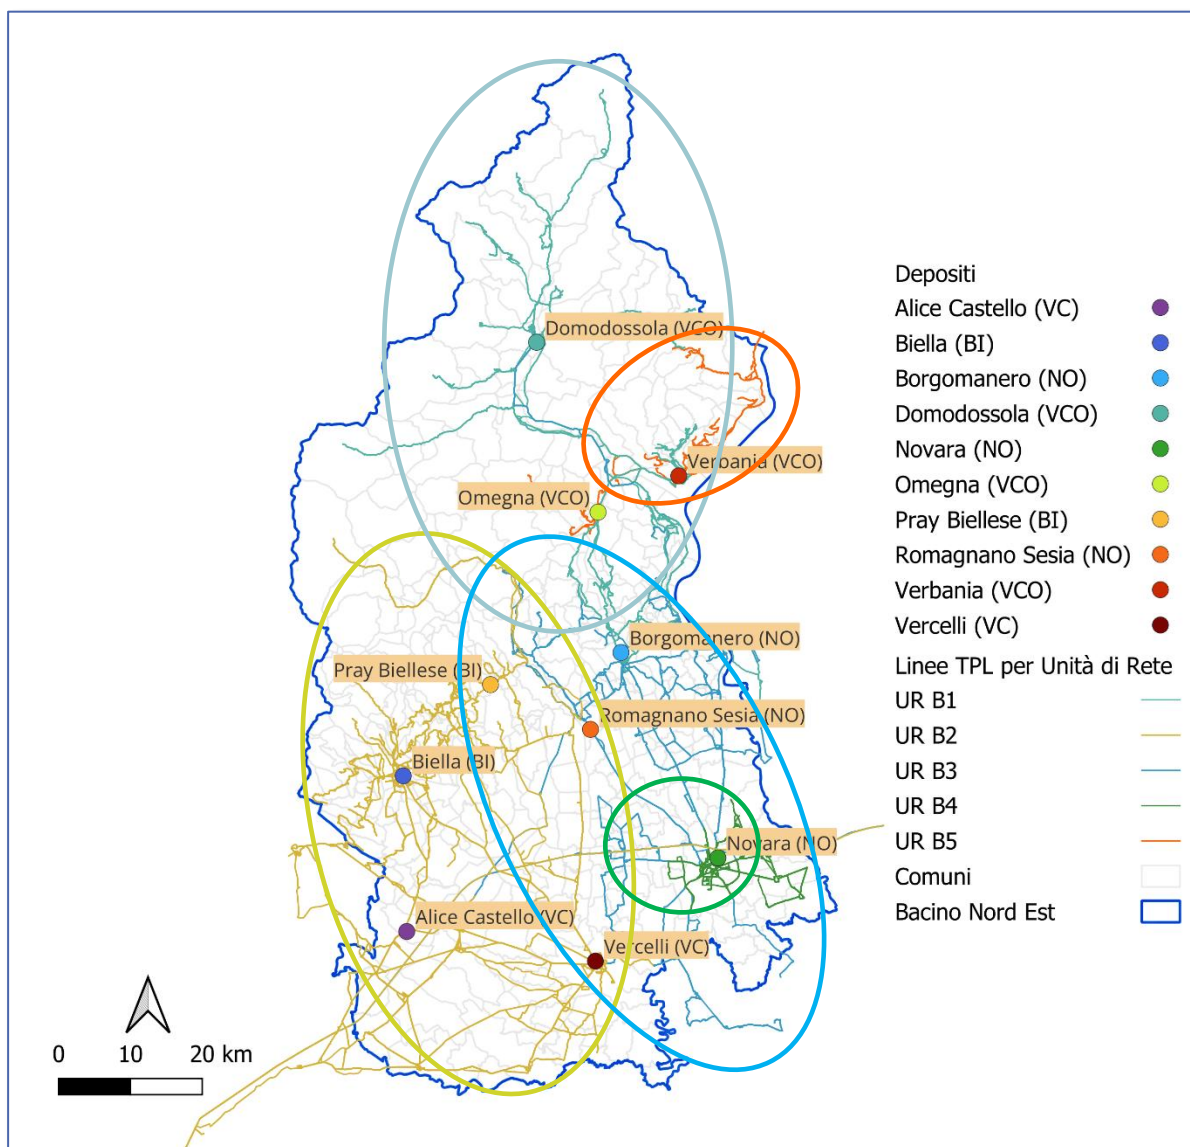 Domodossola (VCO)
Verbania (VCO)
Omegna (VCO)
Borgomanero (NO)
Pray Biellese (BI)
Romagnano Sesia (NO)
Biella (BI)
Novara (NO)
Alice Castello (VC)
Vercelli (VC)
0 10 20 km
Depositi
Alice Castello (VC)
Biella (BI)
Borgomanero (NO)
Domodossola (VCO)
Novara (NO)
Omegna (VCO)
Pray Biellese (BI)
Romagnano Sesia (NO)
Verbania (VCO)
Vercelli (VC)
Linee TPL per Unità di Rete
UR B1
UR B2
UR B3
UR B4
UR B5
Comuni
Bacino Nord Est